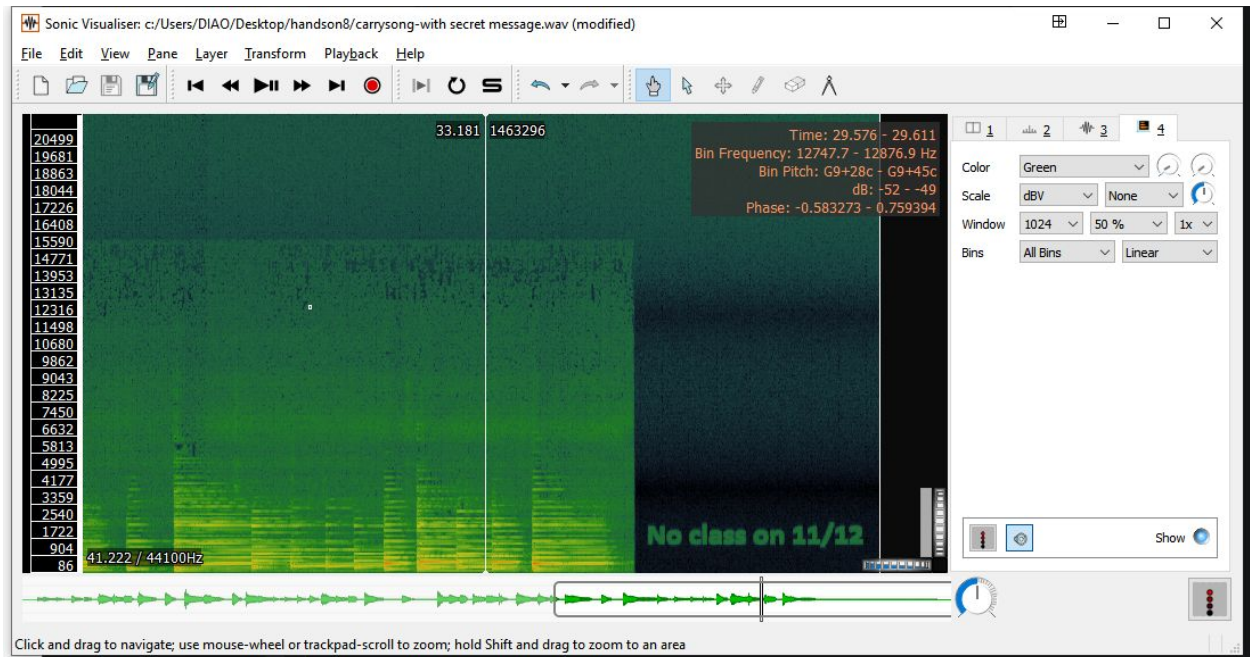 Sonic Visualiser: c:/Users/DIAO/Desktop/handson8/carrysong-with secret message.wav (modified)
File Edit View Pane Layer Transform Playback Help
33.181 1463296
Time: 29.576 - 29.611
Bin Frequency: 12747.7 - 12876.9 Hz
Bin Pitch: G9+28c - G9+45c
dB: -52 - -49
Phase: -0.583273 - 0.759394
20499
19681
18863
18044
17226
16408
15590
14771
13953
13135
12316
11498
10680
9862
9043
8225
7450
6632
5813
4995
4177
3359
2540
1722
904
86
41.222 / 44100Hz
No class on 11/12
1 2 3 4
Color Green
Scale dBV None
Window 1024 50 % 1x
Bins All Bins Linear
Show
Click and drag to navigate; use mouse-wheel or trackpad-scroll to zoom; hold Shift and drag to zoom to an area